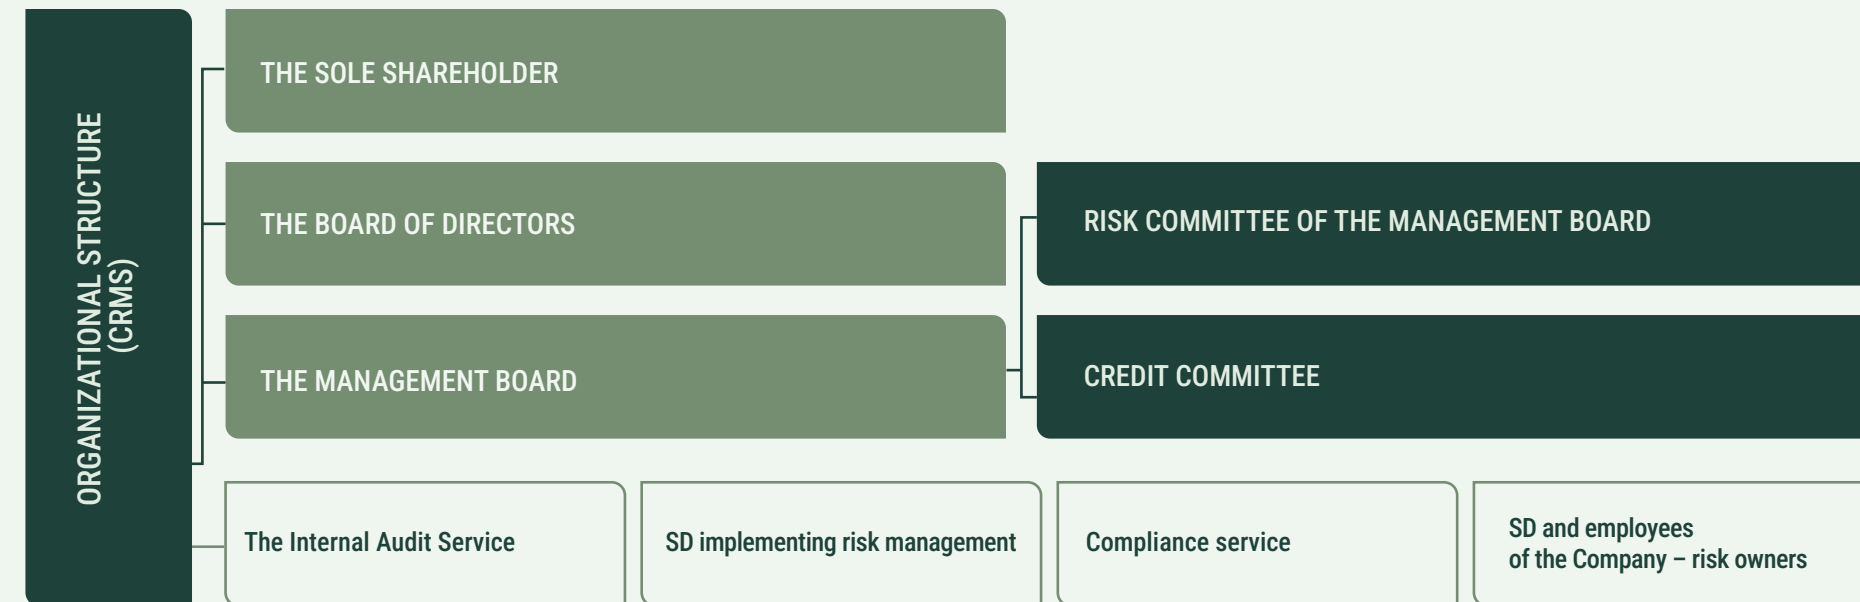 ORGANIZATIONAL STRUCTURE
(CRMS)
THE SOLE SHAREHOLDER
THE BOARD OF DIRECTORS
RISK COMMITTEE OF THE MANAGEMENT BOARD
THE MANAGEMENT BOARD
CREDIT COMMITTEE
The Internal Audit Service
SD implementing risk management
Compliance service
SD and employees
of the Company – risk owners